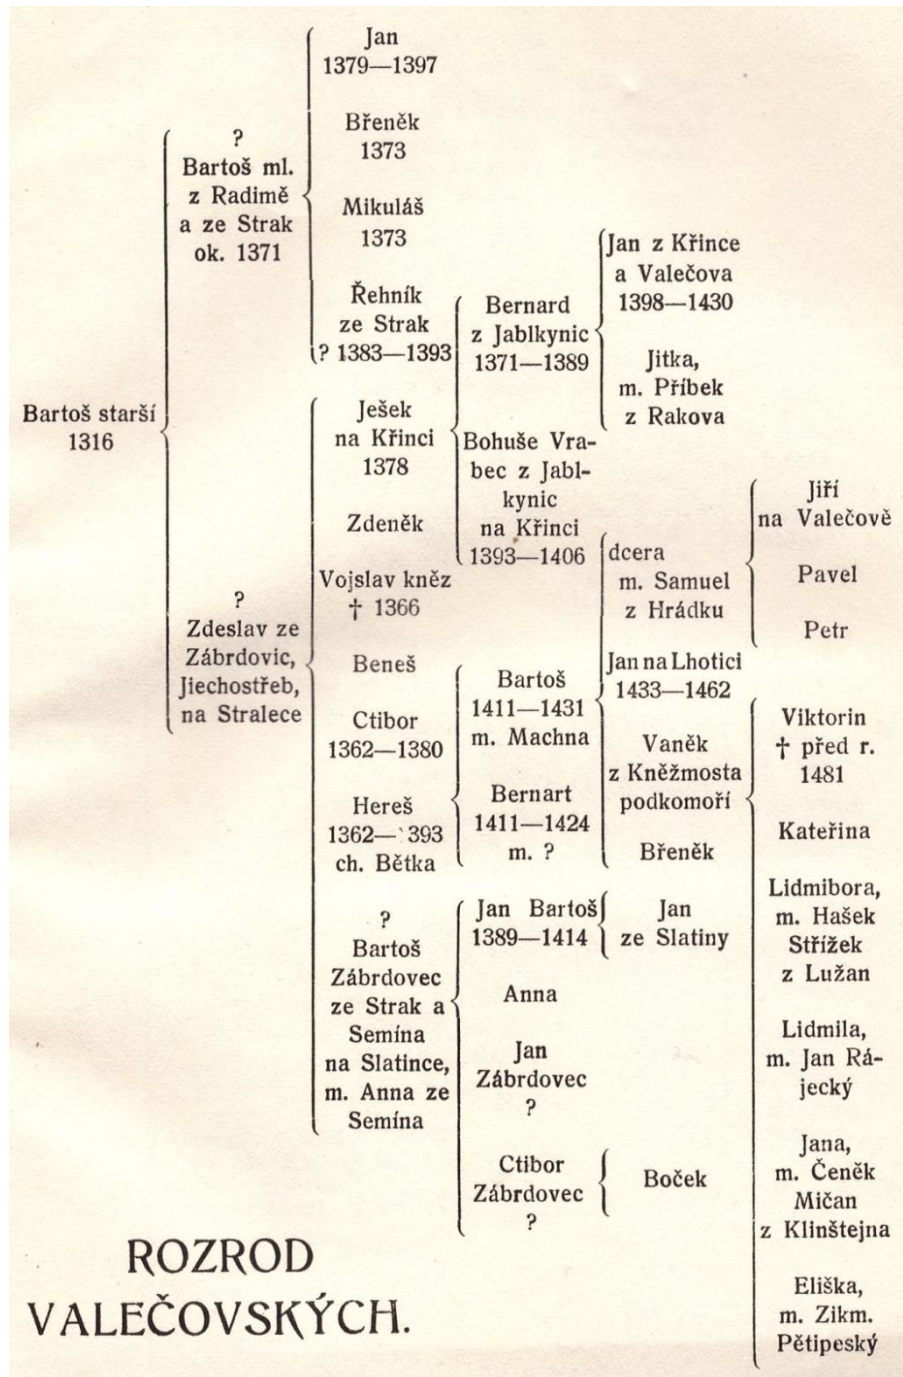 Jan
1379—1397
Břeněk
1373
Mikuláš
1373
Řehník
ze Strak
? 1383—1393
?
Bartoš ml.
z Radimě
a ze Strak
ok. 1371
Bartoš starší
1316
?
Zdeslav ze
Zábrdovic,
Jiechostřeb,
na Stralece
Ješek
na Křinci
1378
Zdeněk
Vojslav kněz
† 1366
Beneš
Ctibor
1362—1380
Hereš
1362—393
ch. Bětka
?
Bartoš
Zábrdovec
ze Strak a
Semína
na Slatince,
m. Anna ze
Semína
Bernard
z Jablkynic
1371—1389
Bohuše Vra-
bec z Jabl-
kynic
na Křinci
1393—1406
Bartoš
1411—1431
m. Machna
Bernart
1411—1424
m. ?
Jan Bartoš
1389—1414
Anna
Jan
Zábrdovec
?
Ctibor
Zábrdovec
?
Jan z Křince
a Valečova
1398—1430
Jitka,
m. Příbek
z Rakova
dcera
m. Samuel
z Hrádku
Jan na Lhotici
1433—1462
Vaněk
z Kněžmosta
podkomoří
Břeněk
Jan
ze Slatiny
Boček
Jiří
na Valečově
Pavel
Petr
Viktorin
† před r.
1481
Kateřina
Lidmibora,
m. Hašek
Střížek
z Lužan
Lidmila,
m. Jan Rá-
jecký
Jana,
m. Čeněk
Mičan
z Klinštejna
Eliška,
m. Zikm.
Pětipeský
ROZROD
VALEČOVSKÝCH.